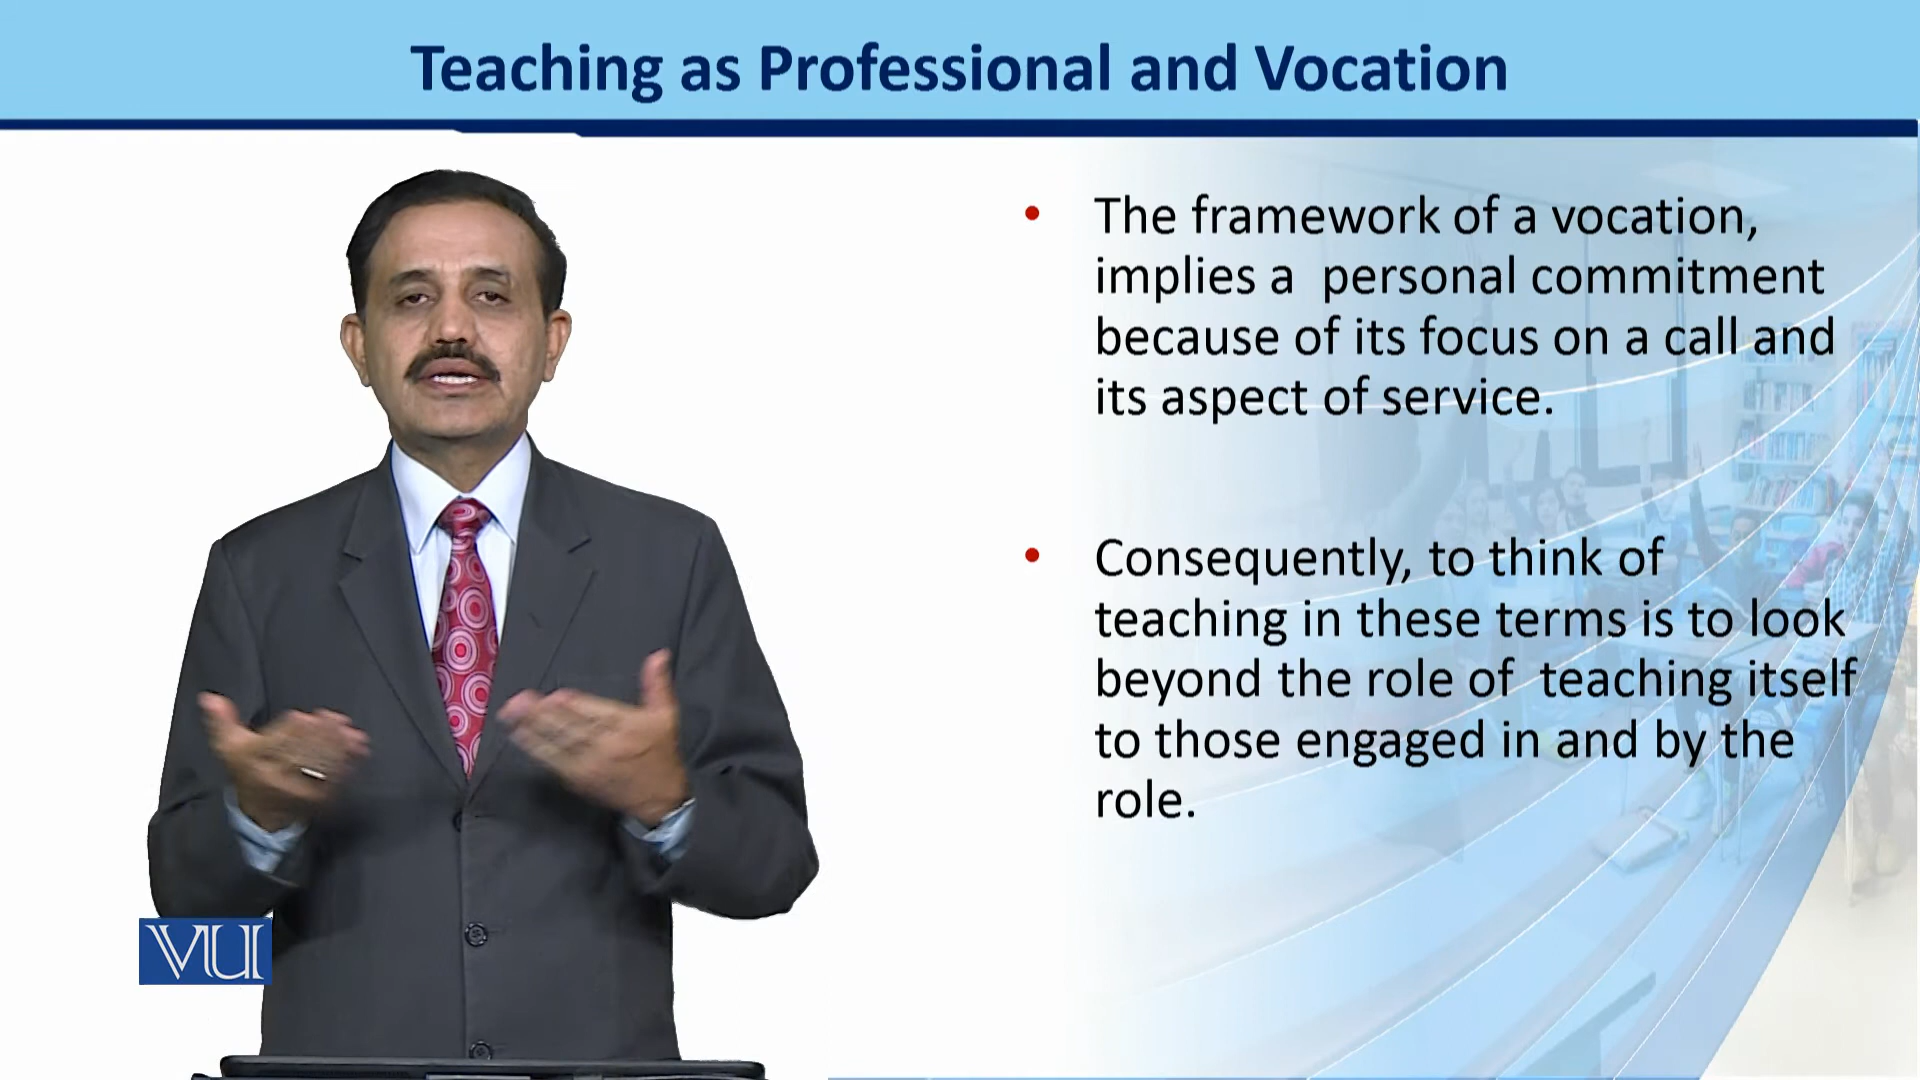 Teaching as Professional and Vocation
• The framework of a vocation,
implies a personal commitment
because of its focus on a call and
its aspect of service.
• Consequently, to think of
teaching in these terms is to look
beyond the role of teaching itself
to those engaged in and by the
role.
VU